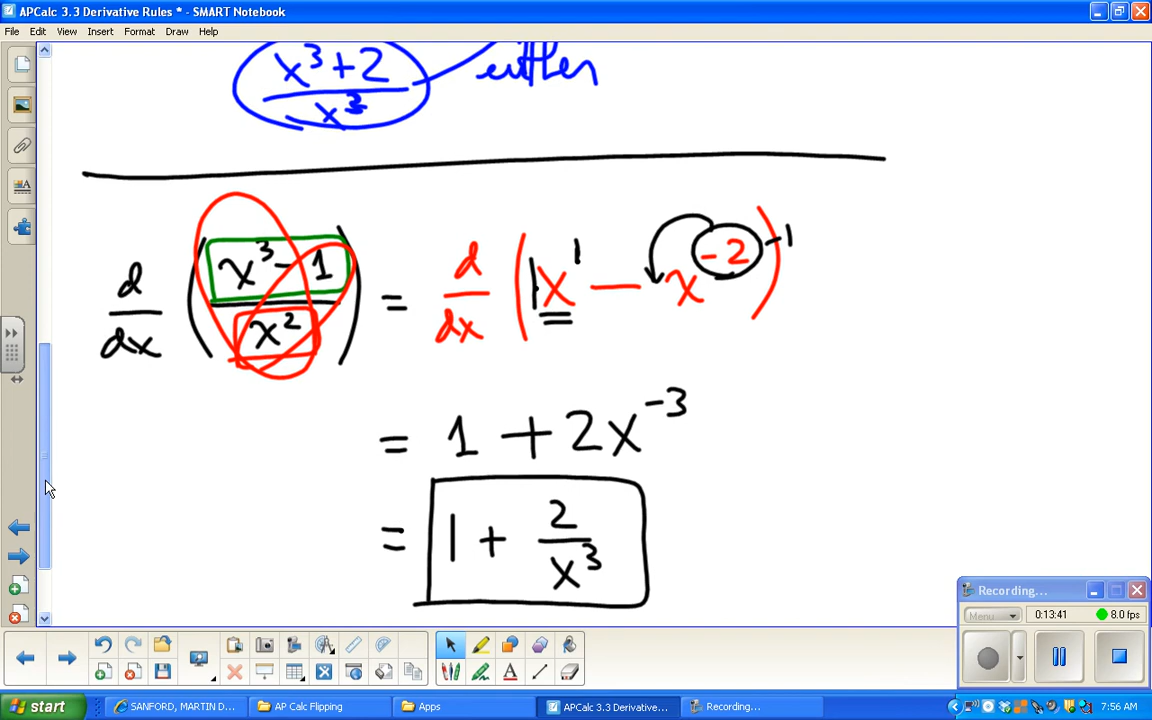 APCalc 3.3 Derivative Rules * - SMART Notebook
File Edit View Insert Format Draw Help
x³+2 / x³ either
d/dx ( (x³ - 1) / x² ) = d/dx ( 1x¹ - x⁻² ) -1
= 1 + 2x⁻³
= 1 + 2/x³
Recording...
Menu
0:13:41 8.0 fps
start SANFORD, MARTIN D... AP Calc Flipping Apps APCalc 3.3 Derivative... Recording... 7:56 AM